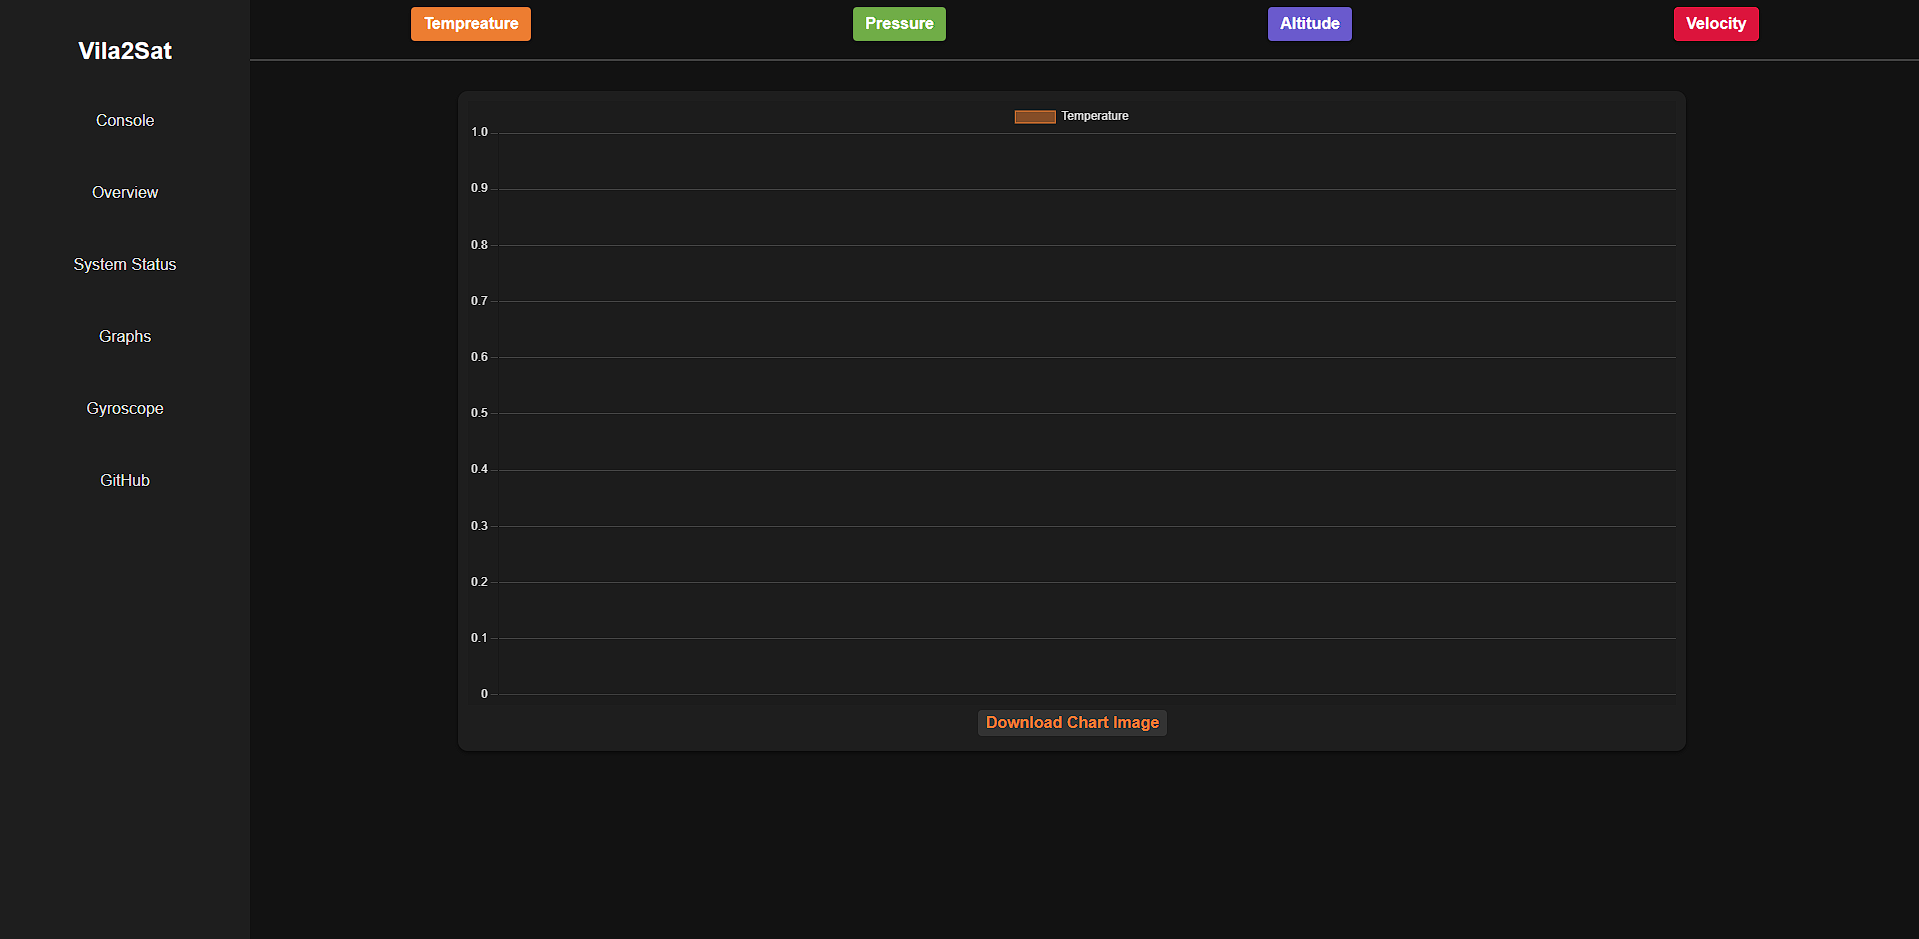 Vila2Sat
Console
Overview
System Status
Graphs
Gyroscope
GitHub
Tempreature
Pressure
Altitude
Velocity
Temperature
1.0
0.9
0.8
0.7
0.6
0.5
0.4
0.3
0.2
0.1
0
Download Chart Image